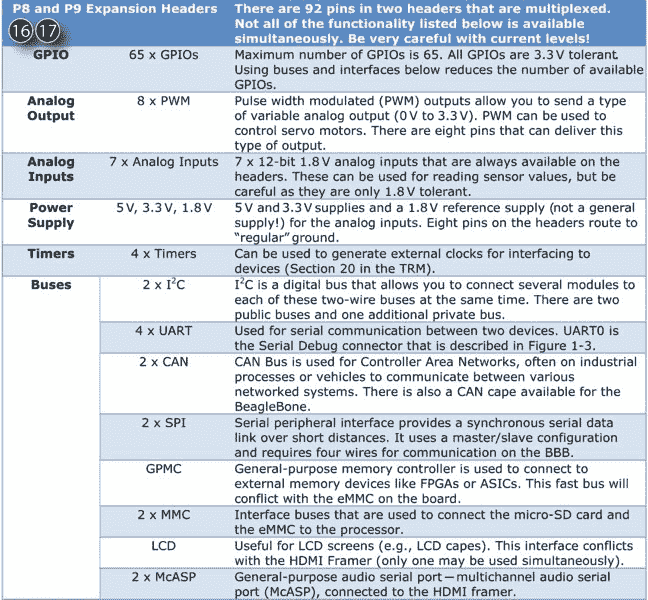 P8 and P9 Expansion Headers
16 17
There are 92 pins in two headers that are multiplexed.
Not all of the functionality listed below is available
simultaneously. Be very careful with current levels!
GPIO
65 x GPIOs
Maximum number of GPIOs is 65. All GPIOs are 3.3 V tolerant.
Using buses and interfaces below reduces the number of available
GPIOs.
Analog
Output
8 x PWM
Pulse width modulated (PWM) outputs allow you to send a type
of variable analog output (0 V to 3.3 V). PWM can be used to
control servo motors. There are eight pins that can deliver this
type of output.
Analog
Inputs
7 x Analog Inputs
7 x 12-bit 1.8 V analog inputs that are always available on the
headers. These can be used for reading sensor values, but be
careful as they are only 1.8 V tolerant.
Power
Supply
5 V, 3.3 V, 1.8 V
5 V and 3.3 V supplies and a 1.8 V reference supply (not a general
supply!) for the analog inputs. Eight pins on the headers route to
“regular” ground.
Timers
4 x Timers
Can be used to generate external clocks for interfacing to
devices (Section 20 in the TRM).
Buses
2 x I²C
I²C is a digital bus that allows you to connect several modules to
each of these two-wire buses at the same time. There are two
public buses and one additional private bus.
4 x UART
Used for serial communication between two devices. UART0 is
the Serial Debug connector that is described in Figure 1-3.
2 x CAN
CAN Bus is used for Controller Area Networks, often on industrial
processes or vehicles to communicate between various
networked systems. There is also a CAN cape available for the
BeagleBone.
2 x SPI
Serial peripheral interface provides a synchronous serial data
link over short distances. It uses a master/slave configuration
and requires four wires for communication on the BBB.
GPMC
General-purpose memory controller is used to connect to
external memory devices like FPGAs or ASICs. This fast bus will
conflict with the eMMC on the board.
2 x MMC
Interface buses that are used to connect the micro-SD card and
the eMMC to the processor.
LCD
Useful for LCD screens (e.g., LCD capes). This interface conflicts
with the HDMI Framer (only one may be used simultaneously).
2 x McASP
General-purpose audio serial port — multichannel audio serial
port (McASP), connected to the HDMI framer.